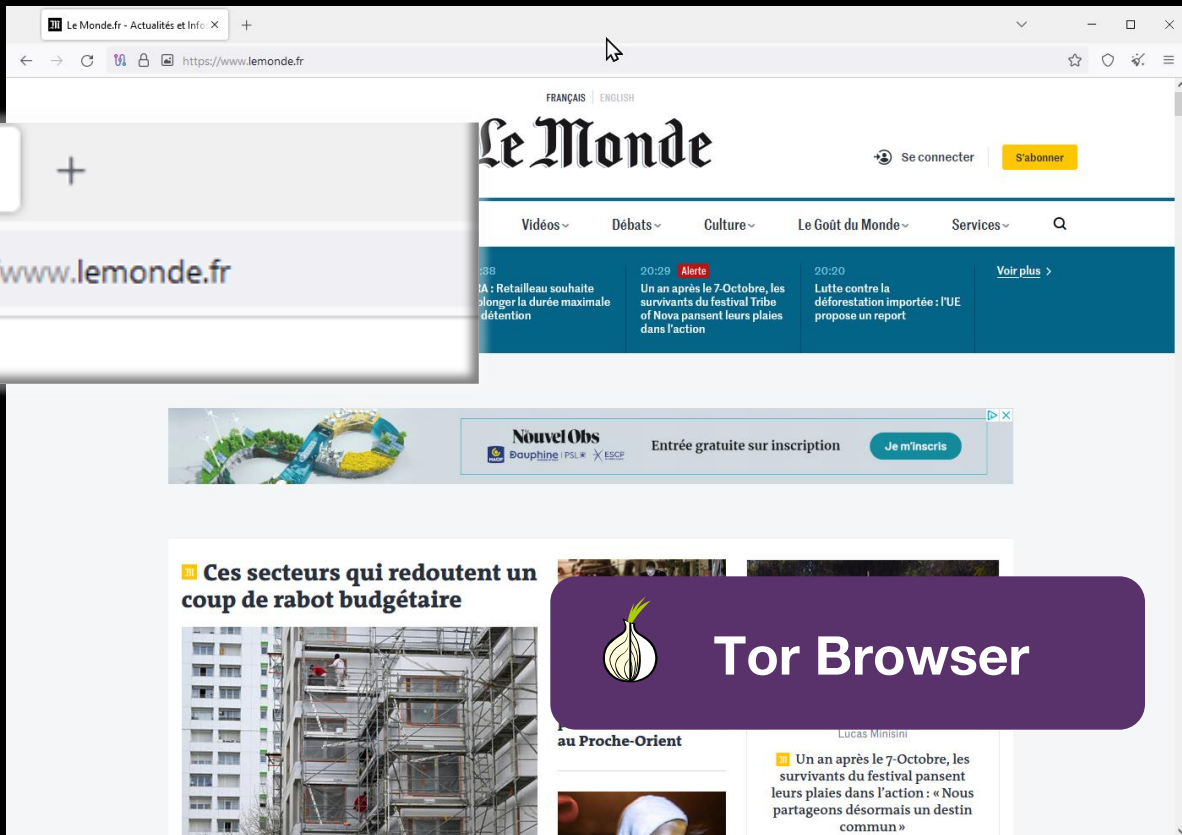 Le Monde.fr - Actualités et Info
https://www.lemonde.fr
www.lemonde.fr
FRANÇAIS ENGLISH
Le Monde
Se connecter
S'abonner
Vidéos
Débats
Culture
Le Goût du Monde
Services
:38
RA : Retailleau souhaite
longer la durée maximale
détention
20:29 Alerte
Un an après le 7-Octobre, les
survivants du festival Tribe
of Nova pansent leurs plaies
dans l'action
20:20
Lutte contre la
déforestation importée : l'UE
propose un report
Voir plus >
Le Nouvel Obs
MACIF Dauphine | PSL ESCP
Entrée gratuite sur inscription
Je m'inscris
Ces secteurs qui redoutent un
coup de rabot budgétaire
Tor Browser
au Proche-Orient
Lucas Minisini
Un an après le 7-Octobre, les
survivants du festival pansent
leurs plaies dans l'action : « Nous
partageons désormais un destin
commun »